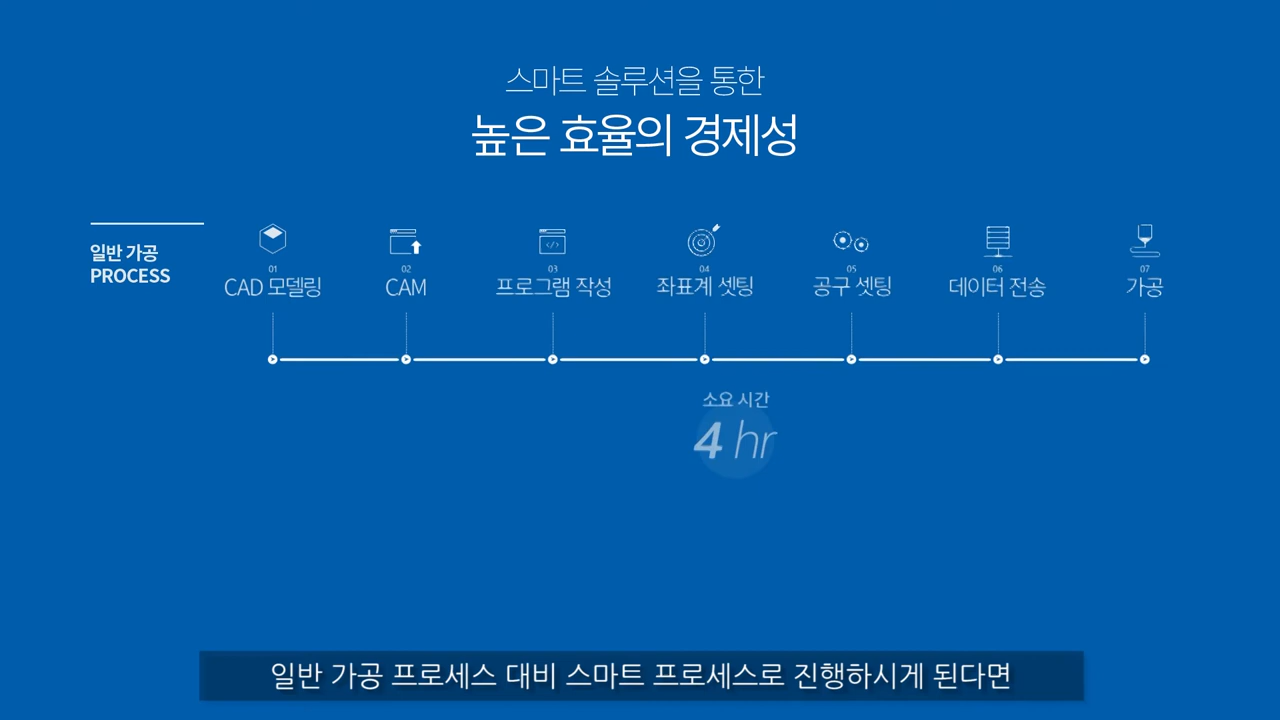 스마트 솔루션을 통한
높은 효율의 경제성
일반 가공
PROCESS
01
CAD 모델링
02
CAM
03
프로그램 작성
04
좌표계 셋팅
05
공구 셋팅
06
데이터 전송
07
가공
소요 시간
4 hr
일반 가공 프로세스 대비 스마트 프로세스로 진행하시게 된다면